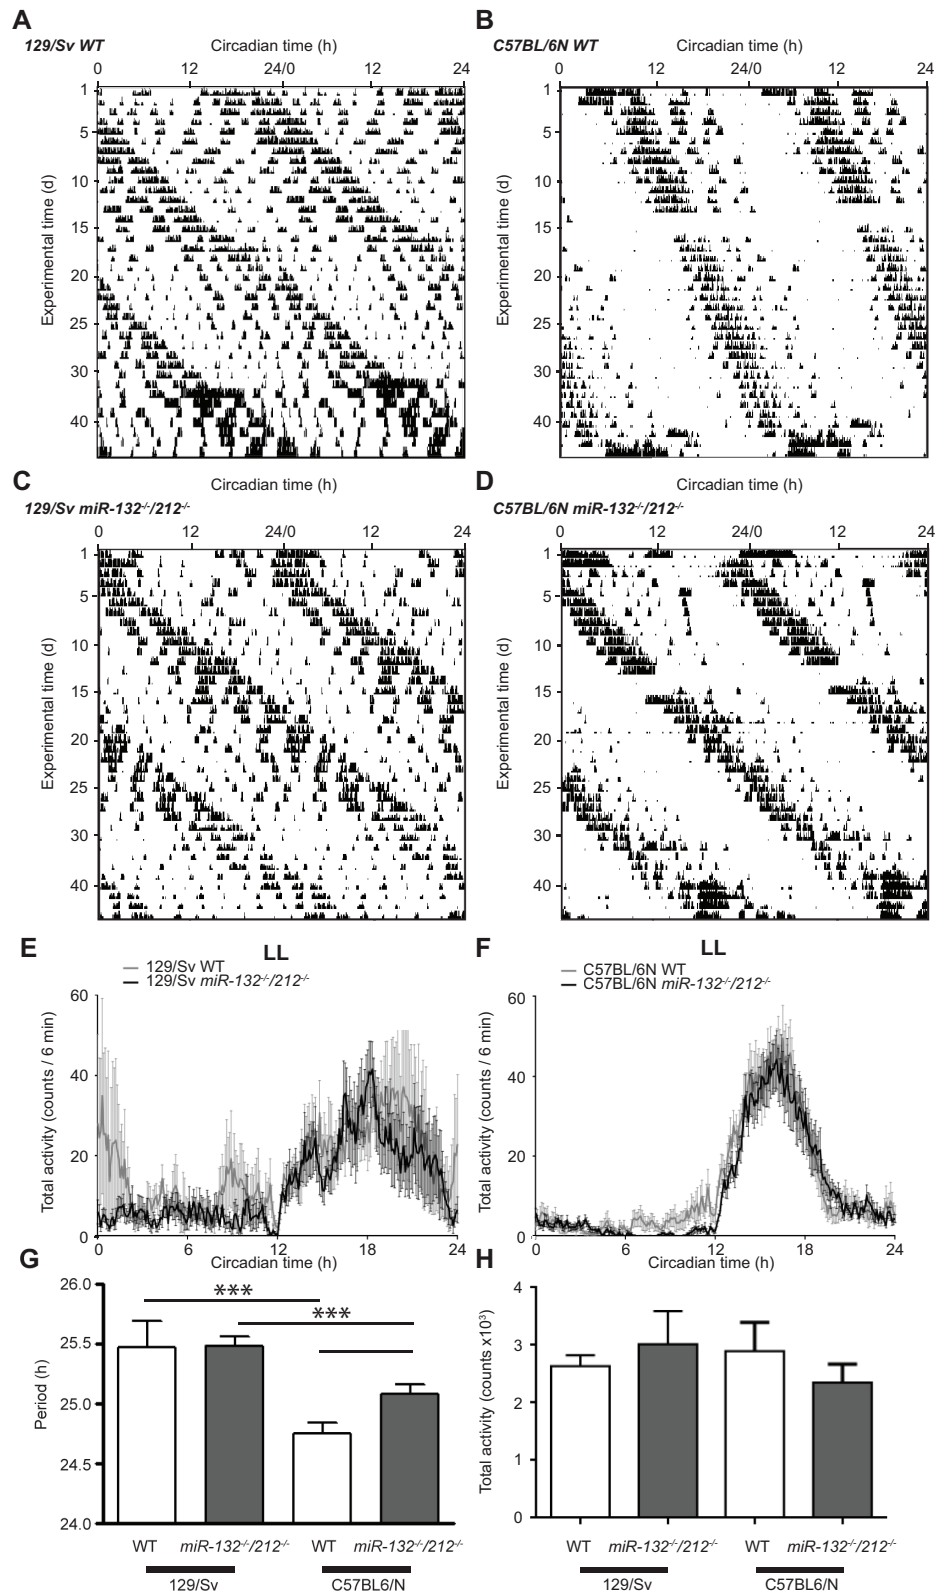 A
B
129/Sv WT
Circadian time (h)
C57BL/6N WT
Circadian time (h)
0 12 24/0 12 24
0 12 24/0 12 24
Experimental time (d)
1
5
10
15
20
25
30
40
Experimental time (d)
1
5
10
15
20
25
30
40
C
D
Circadian time (h)
Circadian time (h)
129/Sv miR-132-/-/212-/-
C57BL/6N miR-132-/-/212-/-
0 12 24/0 12 24
0 12 24/0 12 24
Experimental time (d)
1
5
10
15
20
25
30
40
Experimental time (d)
1
5
10
15
20
25
30
40
E
LL
129/Sv WT
129/Sv miR-132-/-/212-/-
Total activity (counts / 6 min)
60
40
20
0
0 6 12 18 24
Circadian time (h)
F
LL
C57BL/6N WT
C57BL/6N miR-132-/-/212-/-
Total activity (counts / 6 min)
60
40
20
0
0 6 12 18 24
Circadian time (h)
G
Period (h)
26.0
25.5
25.0
24.5
24.0
***
***
WT miR-132-/-/212-/- WT miR-132-/-/212-/-
129/Sv C57BL6/N
H
Total activity (counts x10³)
4
3
2
1
0
WT miR-132-/-/212-/- WT miR-132-/-/212-/-
129/Sv C57BL6/N